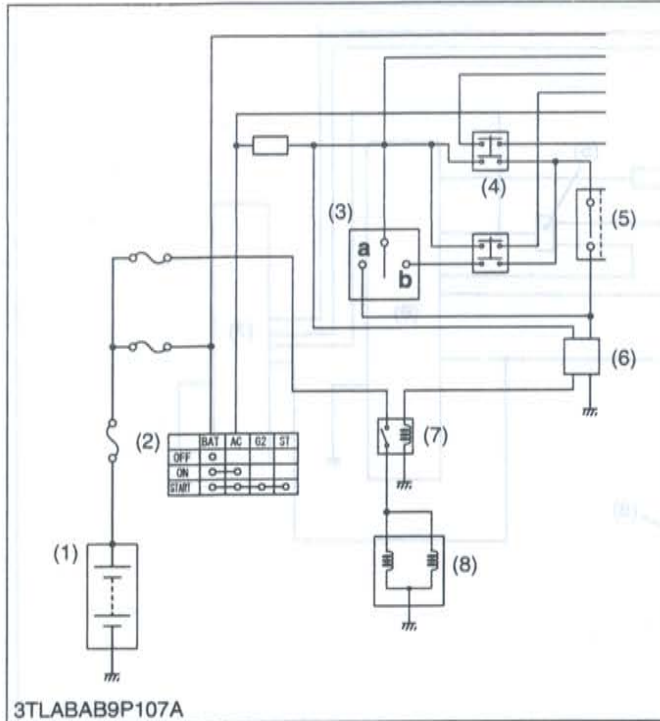 (4)
(3)
(5)
a
b
(6)
(2)
BAT AC G2 ST
OFF
ON
START
(7)
(1)
(8)
3TLABAB9P107A